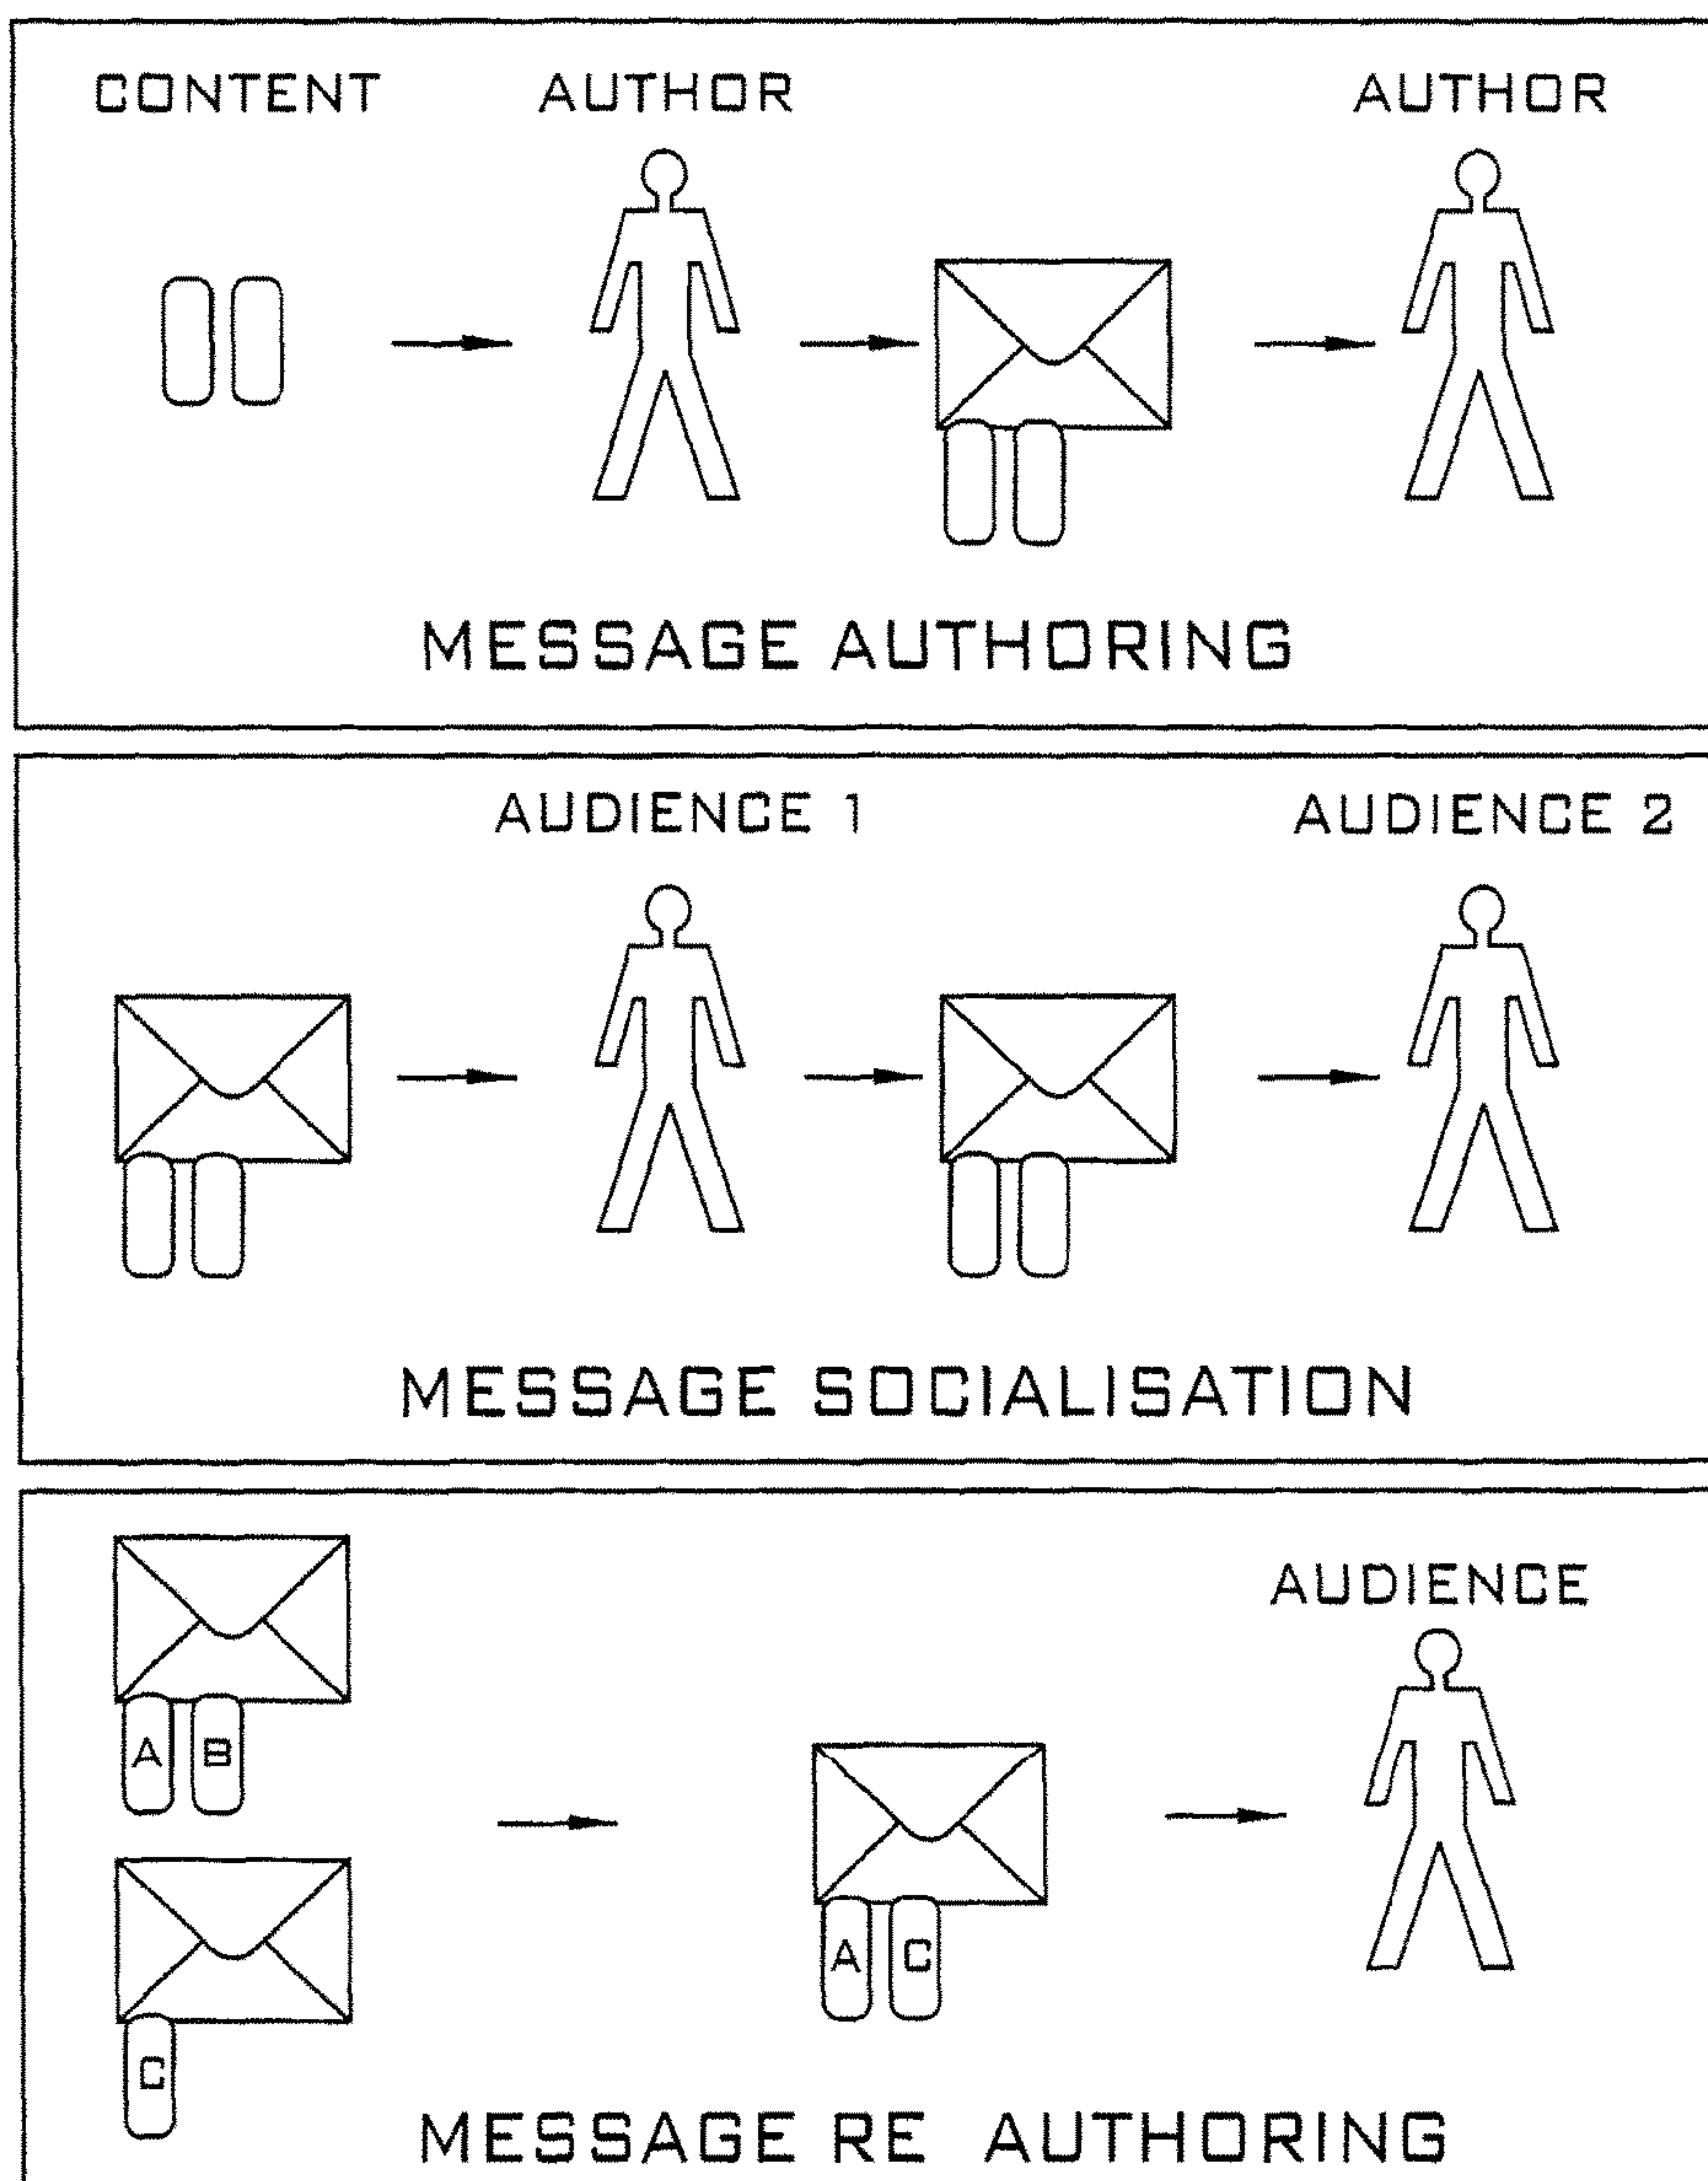 CONTENT AUTHOR AUTHOR
MESSAGE AUTHORING
AUDIENCE 1 AUDIENCE 2
MESSAGE SOCIALISATION
AUDIENCE
A B
A C
C
MESSAGE RE AUTHORING